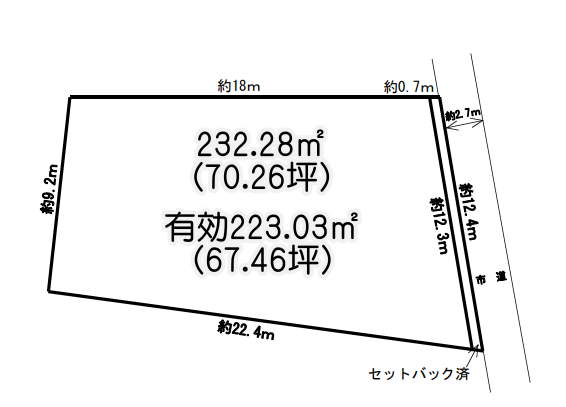 約18ｍ
約0.7ｍ
約2.7m
232.28㎡
(70.26坪)
約9.2m
約12.4m
約12.3m
有効223.03㎡
(67.46坪)
市 道
約22.4m
セットバック済